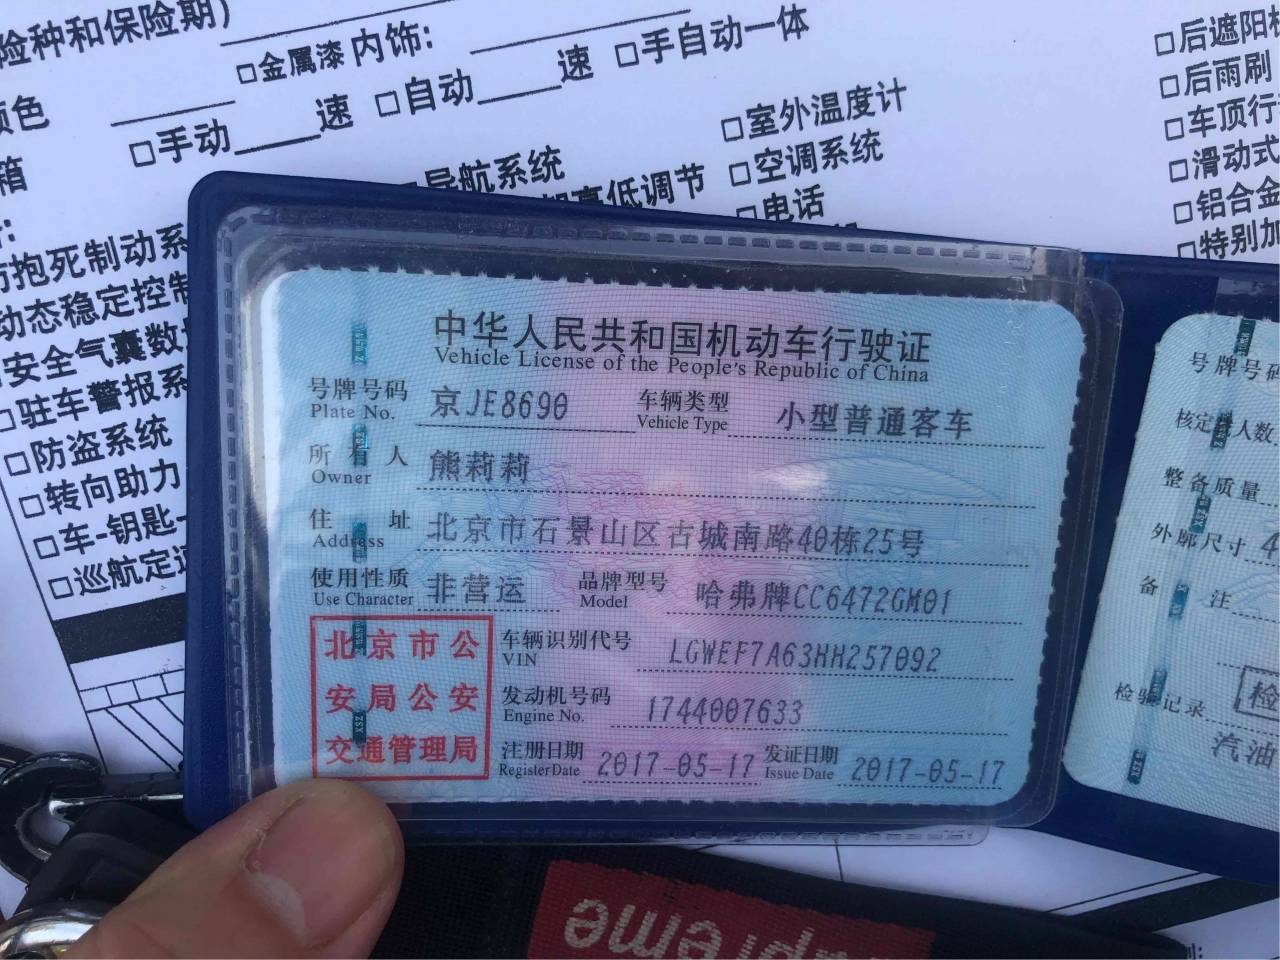 险种和保险期)
□金属漆 内饰:
颜色
□手动 速 □自动 速 □手自动一体
箱
□后遮阳
□后雨刷
□车顶行
□滑动式
□铝合金
□特别加
□室外温度计
□空调系统
□电话
导航系统
高低调节
抱死制动系
动态稳定控制
安全气囊数
□驻车警报系
□防盗系统
□转向助力
□车-钥匙-
□巡航定速
中华人民共和国机动车行驶证
Vehicle License of the People's Republic of China
号牌号码 京JE8690 车辆类型 小型普通客车
Plate No. Vehicle Type
所有人 熊莉莉
Owner
住址 北京市石景山区古城南路40栋25号
Address
使用性质 非营运 品牌型号 哈弗牌CC6472GM01
Use Character Model
北京市公
安局公安
交通管理局
车辆识别代号 LGWEF7A63HH257092
VIN
发动机号码 1744007633
Engine No.
注册日期 2017-05-17 发证日期 2017-05-17
Register Date Issue Date
号牌号码
核定 人数
整备质量
外廓尺寸 4
备 注
检验记录 检
汽油
Supreme